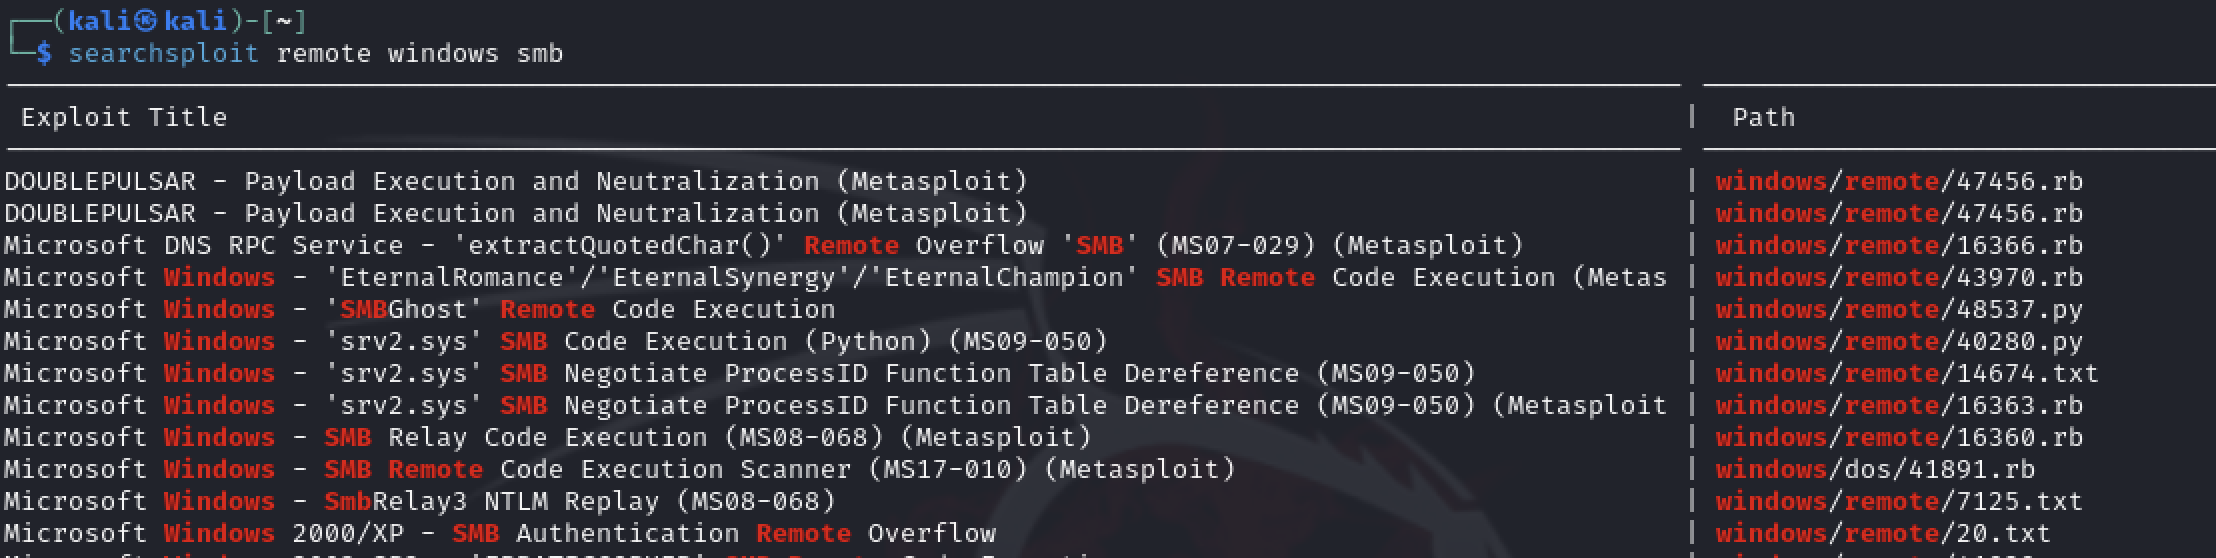 ┌──(kali㉿kali)-[~]
└─$ searchsploit remote windows smb
Exploit Title | Path
DOUBLEPULSAR - Payload Execution and Neutralization (Metasploit) | windows/remote/47456.rb
DOUBLEPULSAR - Payload Execution and Neutralization (Metasploit) | windows/remote/47456.rb
Microsoft DNS RPC Service - 'extractQuotedChar()' Remote Overflow 'SMB' (MS07-029) (Metasploit) | windows/remote/16366.rb
Microsoft Windows - 'EternalRomance'/'EternalSynergy'/'EternalChampion' SMB Remote Code Execution (Metas | windows/remote/43970.rb
Microsoft Windows - 'SMBGhost' Remote Code Execution | windows/remote/48537.py
Microsoft Windows - 'srv2.sys' SMB Code Execution (Python) (MS09-050) | windows/remote/40280.py
Microsoft Windows - 'srv2.sys' SMB Negotiate ProcessID Function Table Dereference (MS09-050) | windows/remote/14674.txt
Microsoft Windows - 'srv2.sys' SMB Negotiate ProcessID Function Table Dereference (MS09-050) (Metasploit | windows/remote/16363.rb
Microsoft Windows - SMB Relay Code Execution (MS08-068) (Metasploit) | windows/remote/16360.rb
Microsoft Windows - SMB Remote Code Execution Scanner (MS17-010) (Metasploit) | windows/dos/41891.rb
Microsoft Windows - SmbRelay3 NTLM Replay (MS08-068) | windows/remote/7125.txt
Microsoft Windows 2000/XP - SMB Authentication Remote Overflow | windows/remote/20.txt